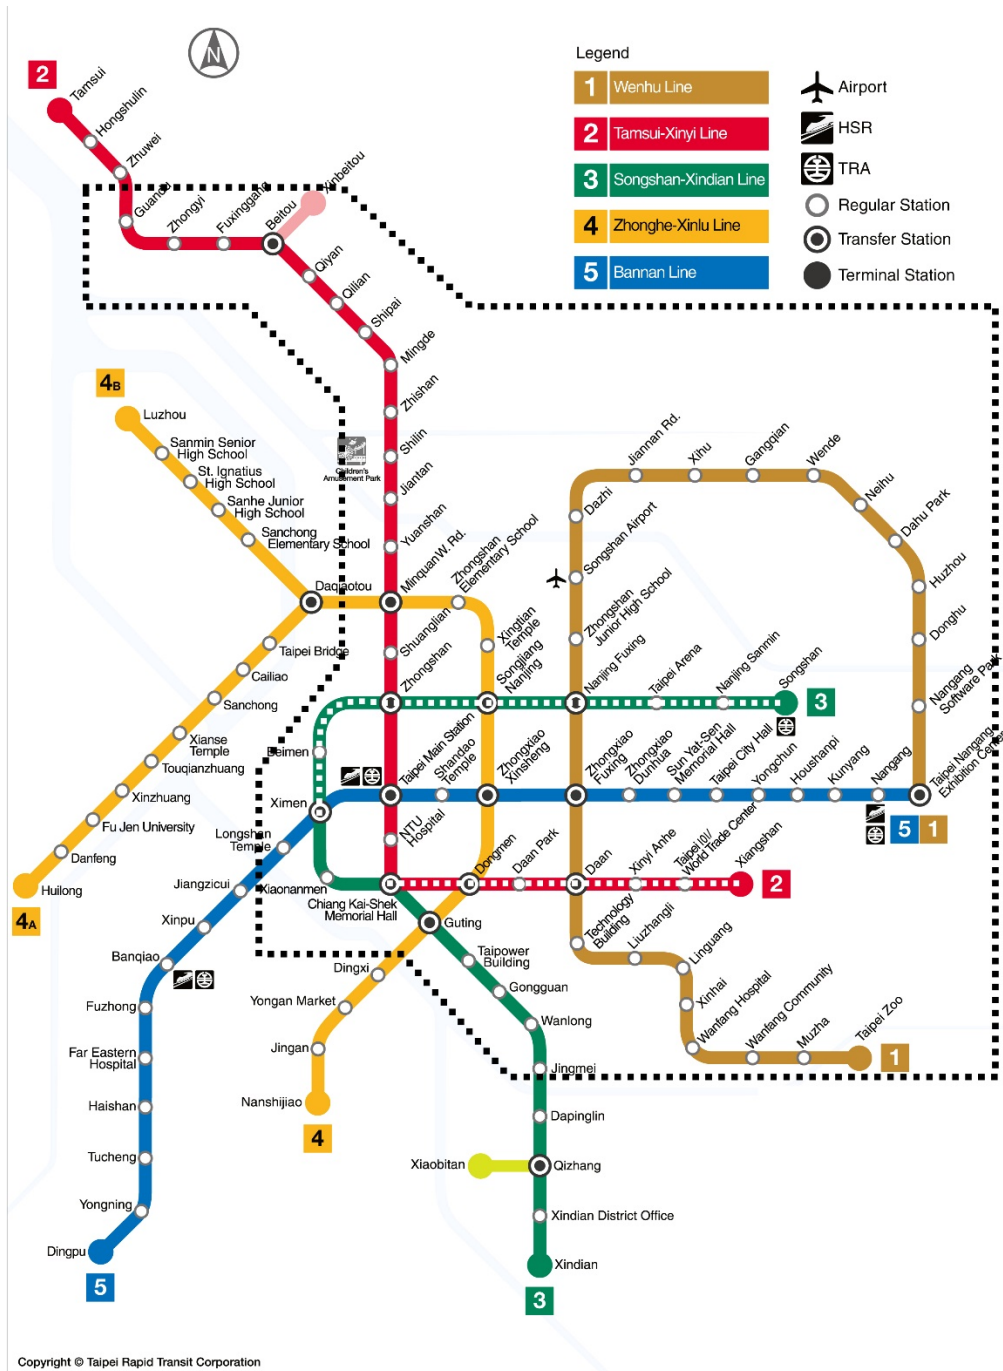 N
Legend
1 Wenhu Line
2 Tamsui-Xinyi Line
3 Songshan-Xindian Line
4 Zhonghe-Xinlu Line
5 Bannan Line
Airport
HSR
TRA
Regular Station
Transfer Station
Terminal Station
2
Tamsui
Hongshulin
Zhuwei
Guandu
Zhongyi
Fuxinggang
Beitou
Xinbeitou
Qiyan
Qilian
Shipai
Mingde
Zhishan
Shilin
Jiantan
Yuanshan
Minquan W. Rd.
Shuanglian
Zhongshan
Children's
Amusement Park
4B
Luzhou
Sanmin Senior
High School
St. Ignatius
High School
Sanhe Junior
High School
Sanchong
Elementary School
Daqiaotou
Taipei Bridge
Cailiao
Sanchong
Xianse
Temple
Touqianzhuang
Xinzhuang
Fu Jen University
Danfeng
Huilong
4A
Zhongshan
Elementary School
Xingtian
Temple
Songjiang
Nanjing
Dazhi
Jiannan Rd.
Xihu
Gangqian
Wende
Neihu
Dahu Park
Huzhou
Donghu
Nangang
Software Park
Taipei Nangang
Exhibition Center
5 1
Songshan Airport
Zhongshan
Junior High School
Nanjing Fuxing
Taipei Arena
Nanjing Sanmin
Songshan
3
Beimen
Ximen
Taipei Main Station
Shandao
Temple
Zhongxiao
Xinsheng
Zhongxiao
Fuxing
Zhongxiao
Dunhua
Sun Yat-Sen
Memorial Hall
Taipei City Hall
Yongchun
Houshanpi
Kunyang
Nangang
Longshan
Temple
Jiangzicui
Xinpu
Banqiao
Fuzhong
Far Eastern
Hospital
Haishan
Tucheng
Yongning
Dingpu
5
NTU
Hospital
Xiaonanmen
Chiang Kai-Shek
Memorial Hall
Dongmen
Daan Park
Daan
Xinyi Anhe
Taipei 101/
World Trade Center
Xiangshan
2
Guting
Dingxi
Yongan Market
Jingan
Nanshijiao
4
Taipower
Building
Gongguan
Wanlong
Jingmei
Dapinglin
Xiaobitan
Qizhang
Xindian District Office
Xindian
3
Technology
Building
Liuzhangli
Linguang
Xinhai
Wanfang Hospital
Wanfang Community
Muzha
Taipei Zoo
1
Copyright © Taipei Rapid Transit Corporation